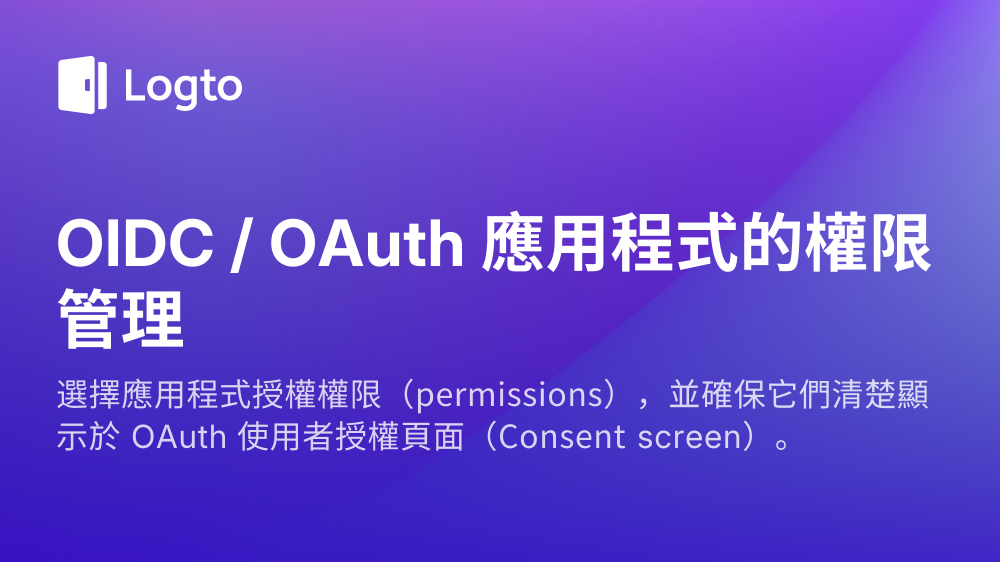 Logto
OIDC / OAuth 應用程式的權限
管理
選擇應用程式授權權限（permissions），並確保它們清楚顯
示於 OAuth 使用者授權頁面（Consent screen）。